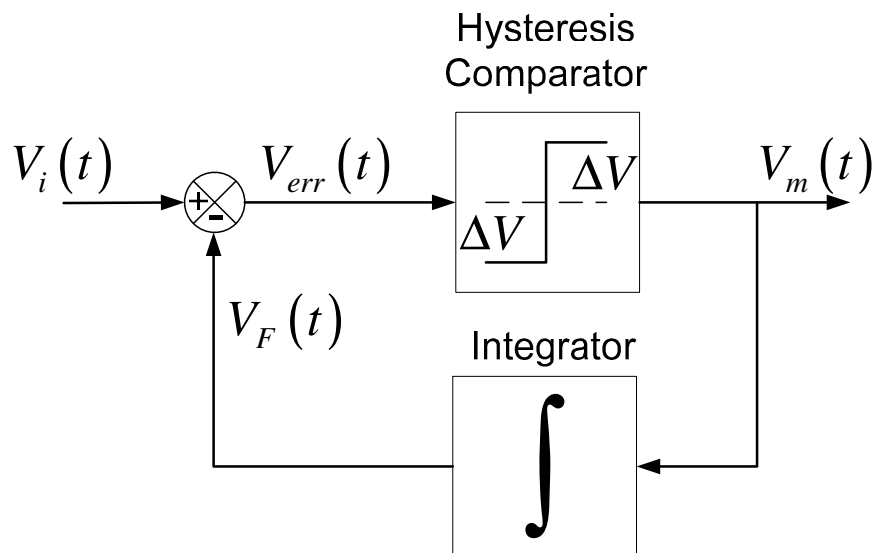 Hysteresis
Comparator
V_i(t)
+
-
V_err(t)
ΔV
ΔV
V_m(t)
V_F(t)
Integrator
∫